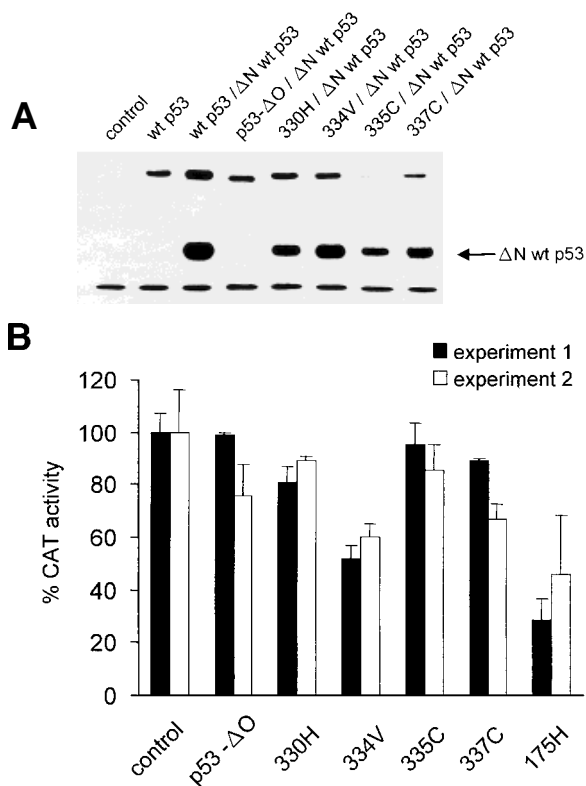 A
control
wt p53
wt p53 / ΔN wt p53
p53-ΔO / ΔN wt p53
330H / ΔN wt p53
334V / ΔN wt p53
335C / ΔN wt p53
337C / ΔN wt p53
ΔN wt p53
B
experiment 1
experiment 2
% CAT activity
120
100
80
60
40
20
0
control
p53 -ΔO
330H
334V
335C
337C
175H